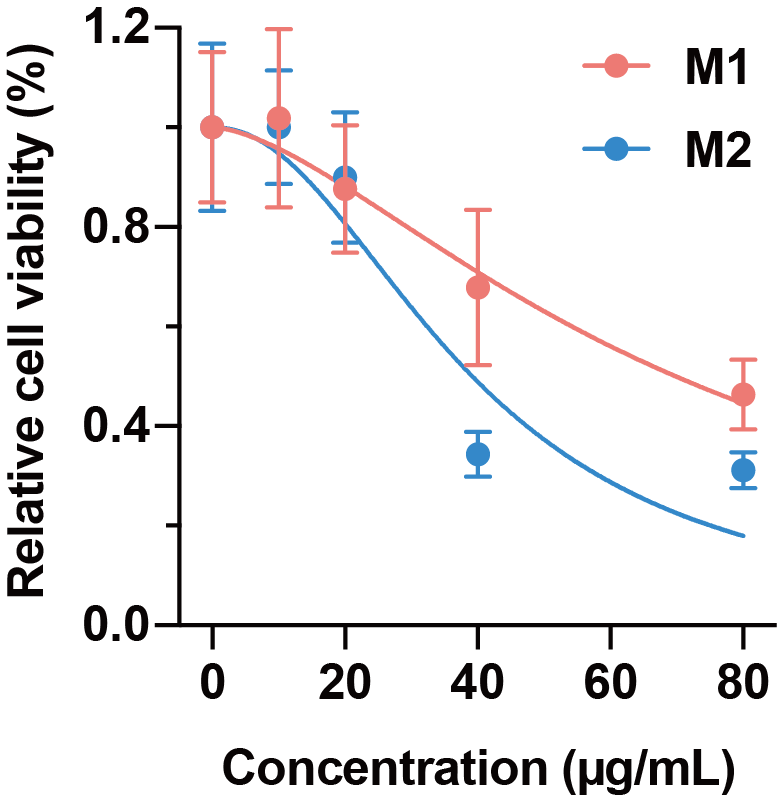 Relative cell viability (%)
1.2
0.8
0.4
0.0
M1
M2
0 20 40 60 80
Concentration (μg/mL)